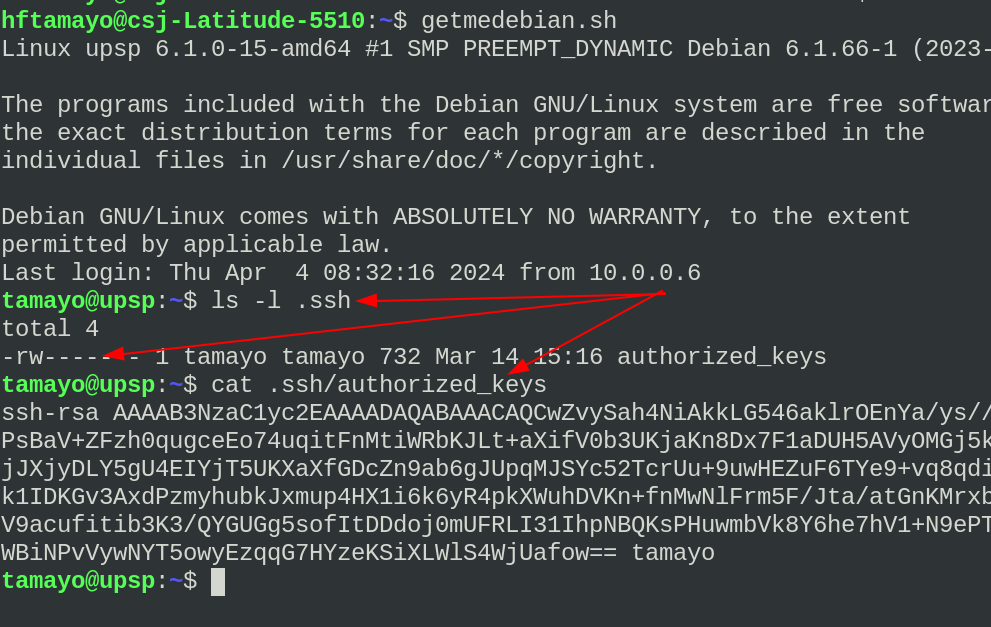 hftamayo@csj-Latitude-5510:~$ getmedebian.sh
Linux upsp 6.1.0-15-amd64 #1 SMP PREEMPT_DYNAMIC Debian 6.1.66-1 (2023-
The programs included with the Debian GNU/Linux system are free softwar
the exact distribution terms for each program are described in the
individual files in /usr/share/doc/*/copyright.
Debian GNU/Linux comes with ABSOLUTELY NO WARRANTY, to the extent
permitted by applicable law.
Last login: Thu Apr  4 08:32:16 2024 from 10.0.0.6
tamayo@upsp:~$ ls -l .ssh
total 4
-rw------- 1 tamayo tamayo 732 Mar 14 15:16 authorized_keys
tamayo@upsp:~$ cat .ssh/authorized_keys
ssh-rsa AAAAB3NzaC1yc2EAAAADAQABAAACAQCwZvySah4NiAkkLG546aklrOEnYa/ys//
PsBaV+ZFzh0qugceEo74uqitFnMtiWRbKJLt+aXifV0b3UKjaKn8Dx7F1aDUH5AVyOMGj5k
jJXjyDLY5gU4EIYjT5UKXaXfGDcZn9ab6gJUpqMJSYc52TcrUu+9uwHEZuF6TYe9+vq8qdi
k1IDKGv3AxdPzmyhubkJxmup4HX1i6k6yR4pkXWuhDVKn+fnMwNlFrm5F/Jta/atGnKMrxb
V9acufitib3K3/QYGUGg5sofItDDdoj0mUFRLI31IhpNBQKsPHuwmbVk8Y6he7hV1+N9ePT
WBiNPvVywNYT5owyEzqqG7HYzeKSiXLWlS4WjUafow== tamayo
tamayo@upsp:~$